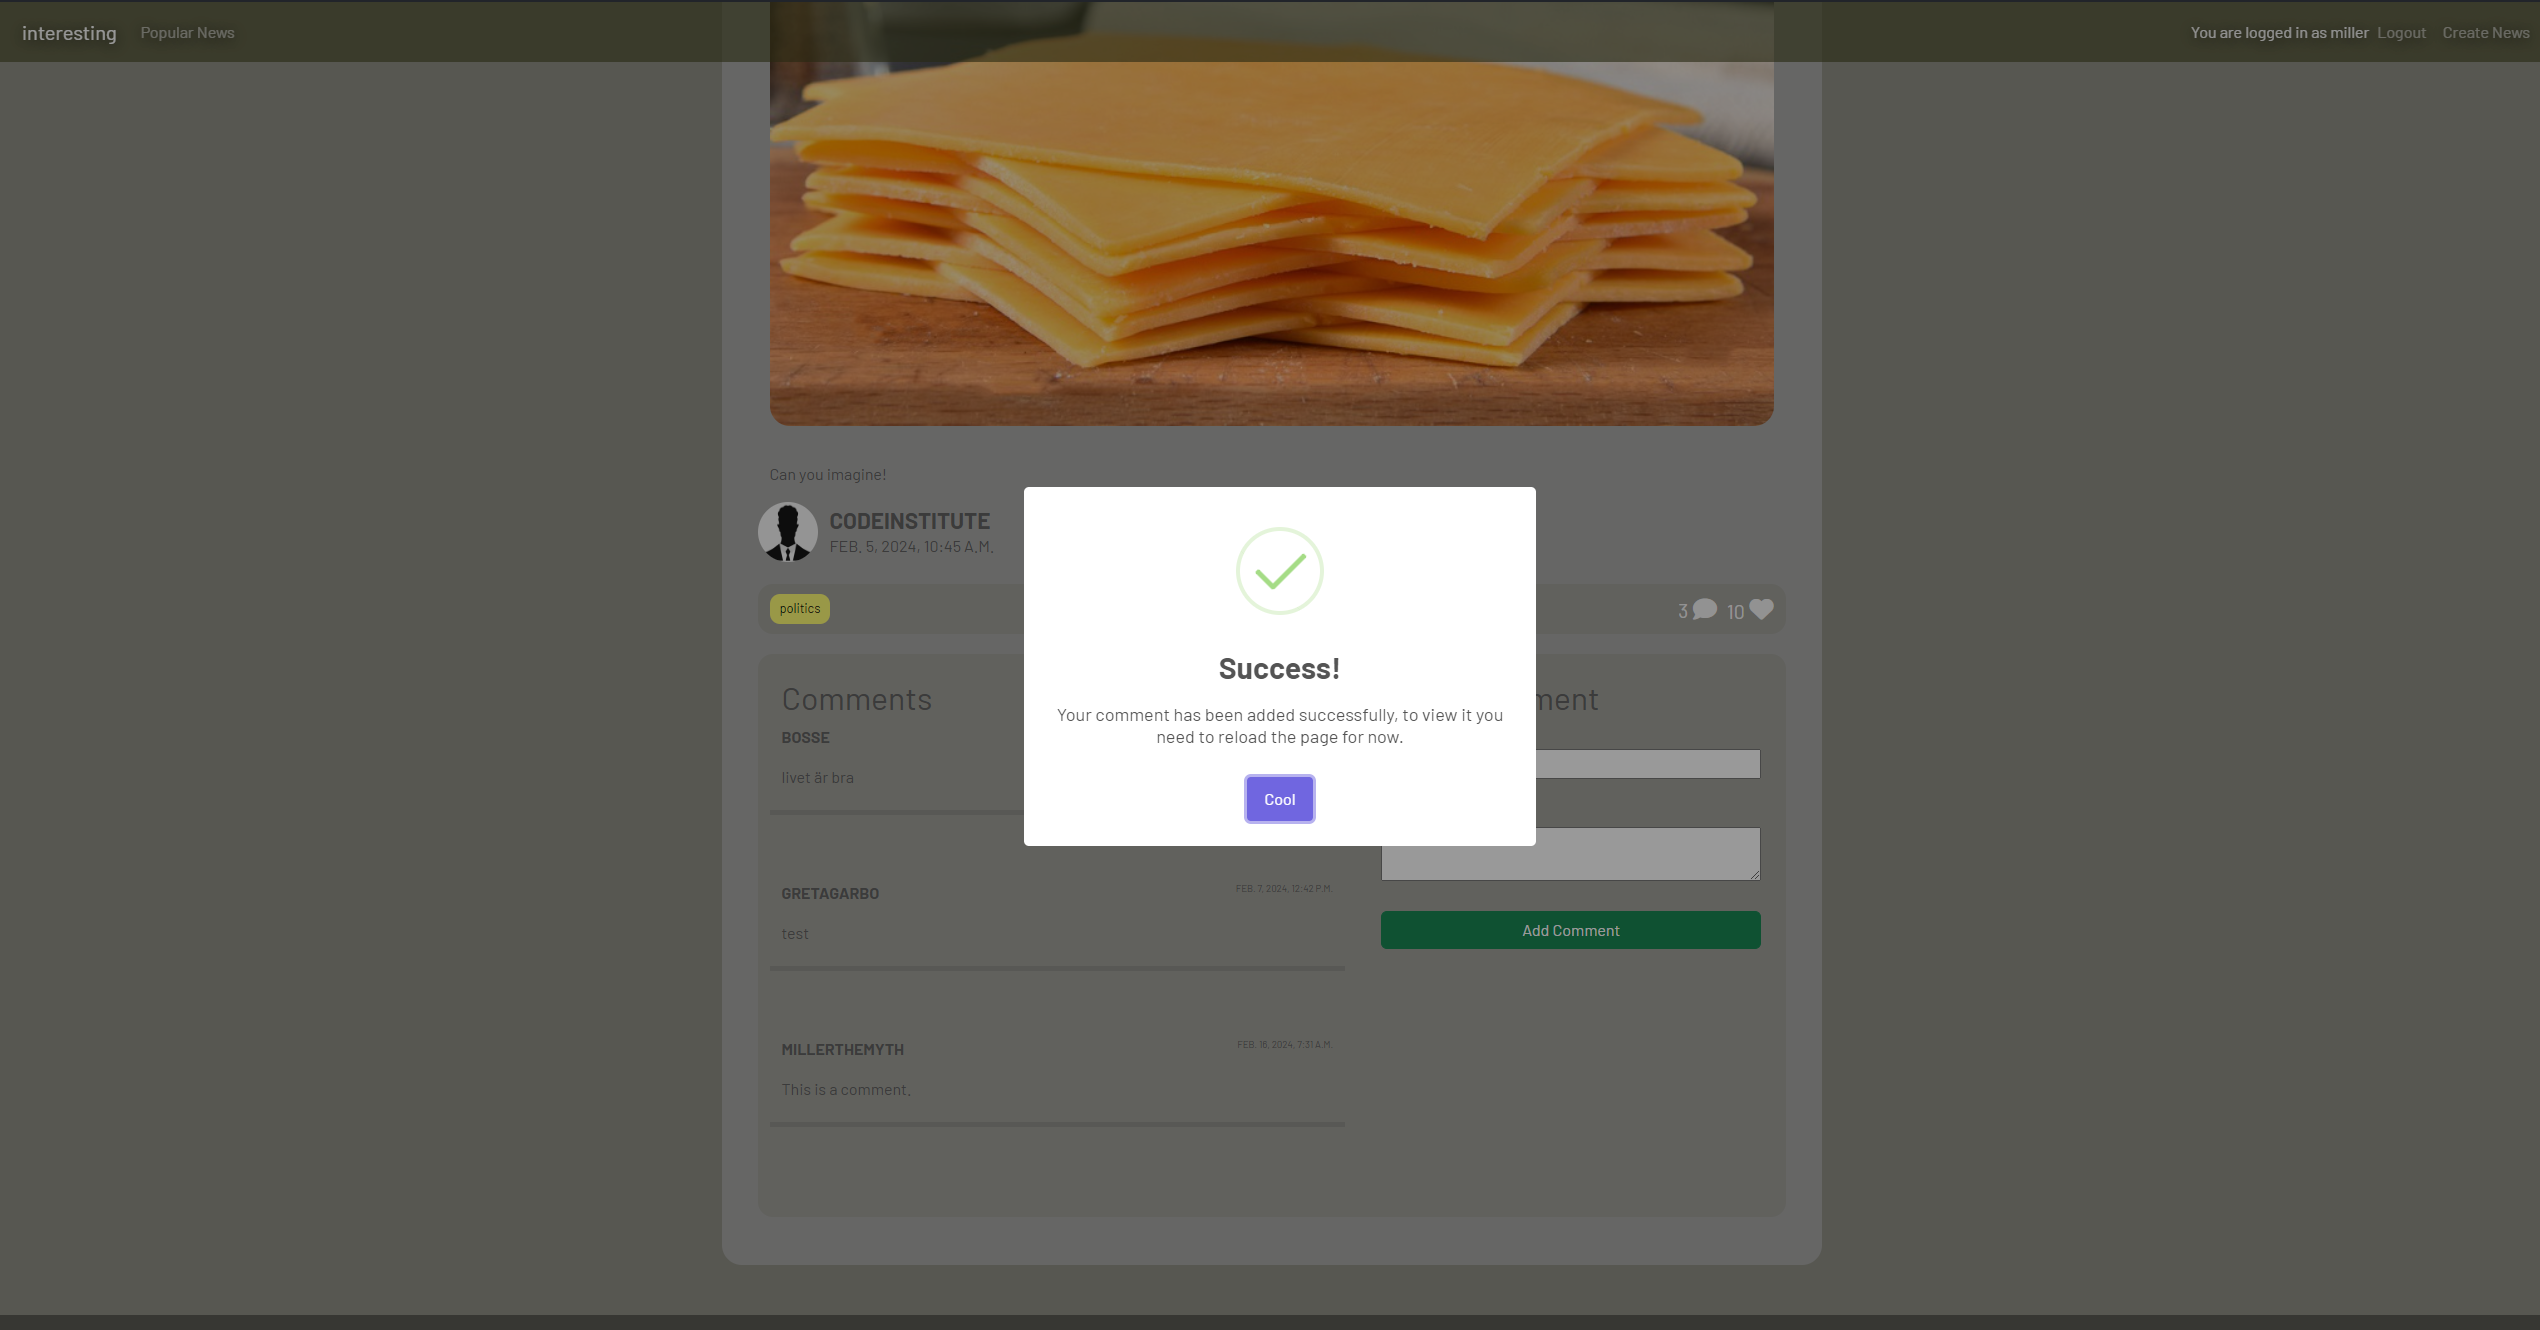 interesting Popular News You are logged in as miller Logout Create News
Can you imagine!
CODEINSTITUTE
FEB. 5, 2024, 10:45 A.M.
politics
3 10
Success!
Your comment has been added successfully, to view it you
need to reload the page for now.
Cool
Comments
BOSSE
livet är bra
GRETAGARBO FEB. 7, 2024, 12:42 P.M.
test
MILLERTHEMYTH FEB. 16, 2024, 7:31 A.M.
This is a comment.
ment
Add Comment